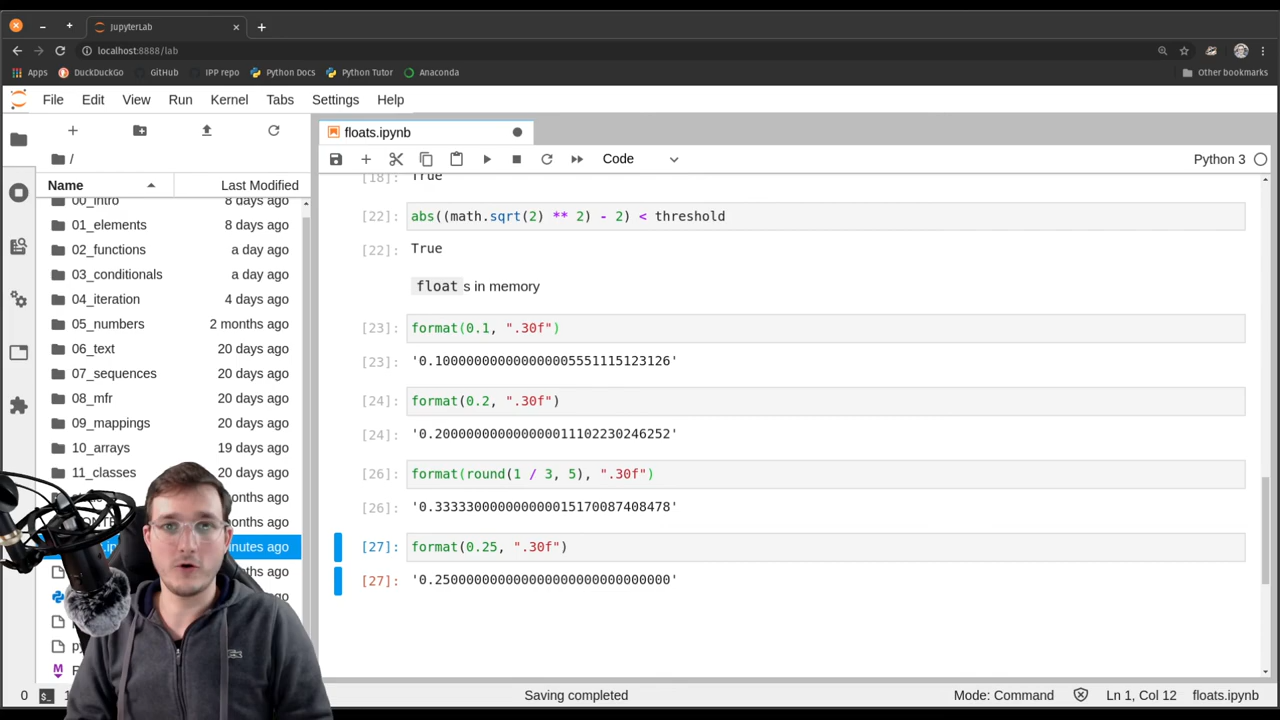 JupyterLab
localhost:8888/lab
Apps DuckDuckGo GitHub IPP repo Python Docs Python Tutor Anaconda Other bookmarks
File Edit View Run Kernel Tabs Settings Help
floats.ipynb
/
Code
Python 3
Name Last Modified
00_intro 8 days ago
01_elements 8 days ago
02_functions a day ago
03_conditionals a day ago
04_iteration 4 days ago
05_numbers 2 months ago
06_text 20 days ago
07_sequences 20 days ago
08_mfr 20 days ago
09_mappings 20 days ago
10_arrays 19 days ago
11_classes 20 days ago
[18]: True
[22]: abs((math.sqrt(2) ** 2) - 2) < threshold
[22]: True
floats in memory
[23]: format(0.1, ".30f")
[23]: '0.100000000000000005551115123126'
[24]: format(0.2, ".30f")
[24]: '0.200000000000000011102230246252'
[26]: format(round(1 / 3, 5), ".30f")
[26]: '0.333330000000000015170087408478'
[27]: format(0.25, ".30f")
[27]: '0.250000000000000000000000000000'
0
Saving completed
Mode: Command
Ln 1, Col 12
floats.ipynb